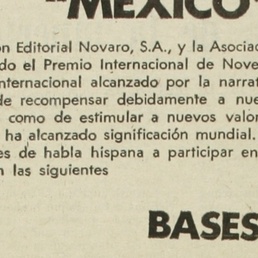 "MEXICO"
on Editorial Novaro, S.A., y la Asociac
do el Premio Internacional de Nove
nternacional alcanzado por la narrat
de recompensar debidamente a nue
como de estimular a nuevos valor
ha alcanzado significación mundial.
es de habla hispana a participar en
n las siguientes
BASES